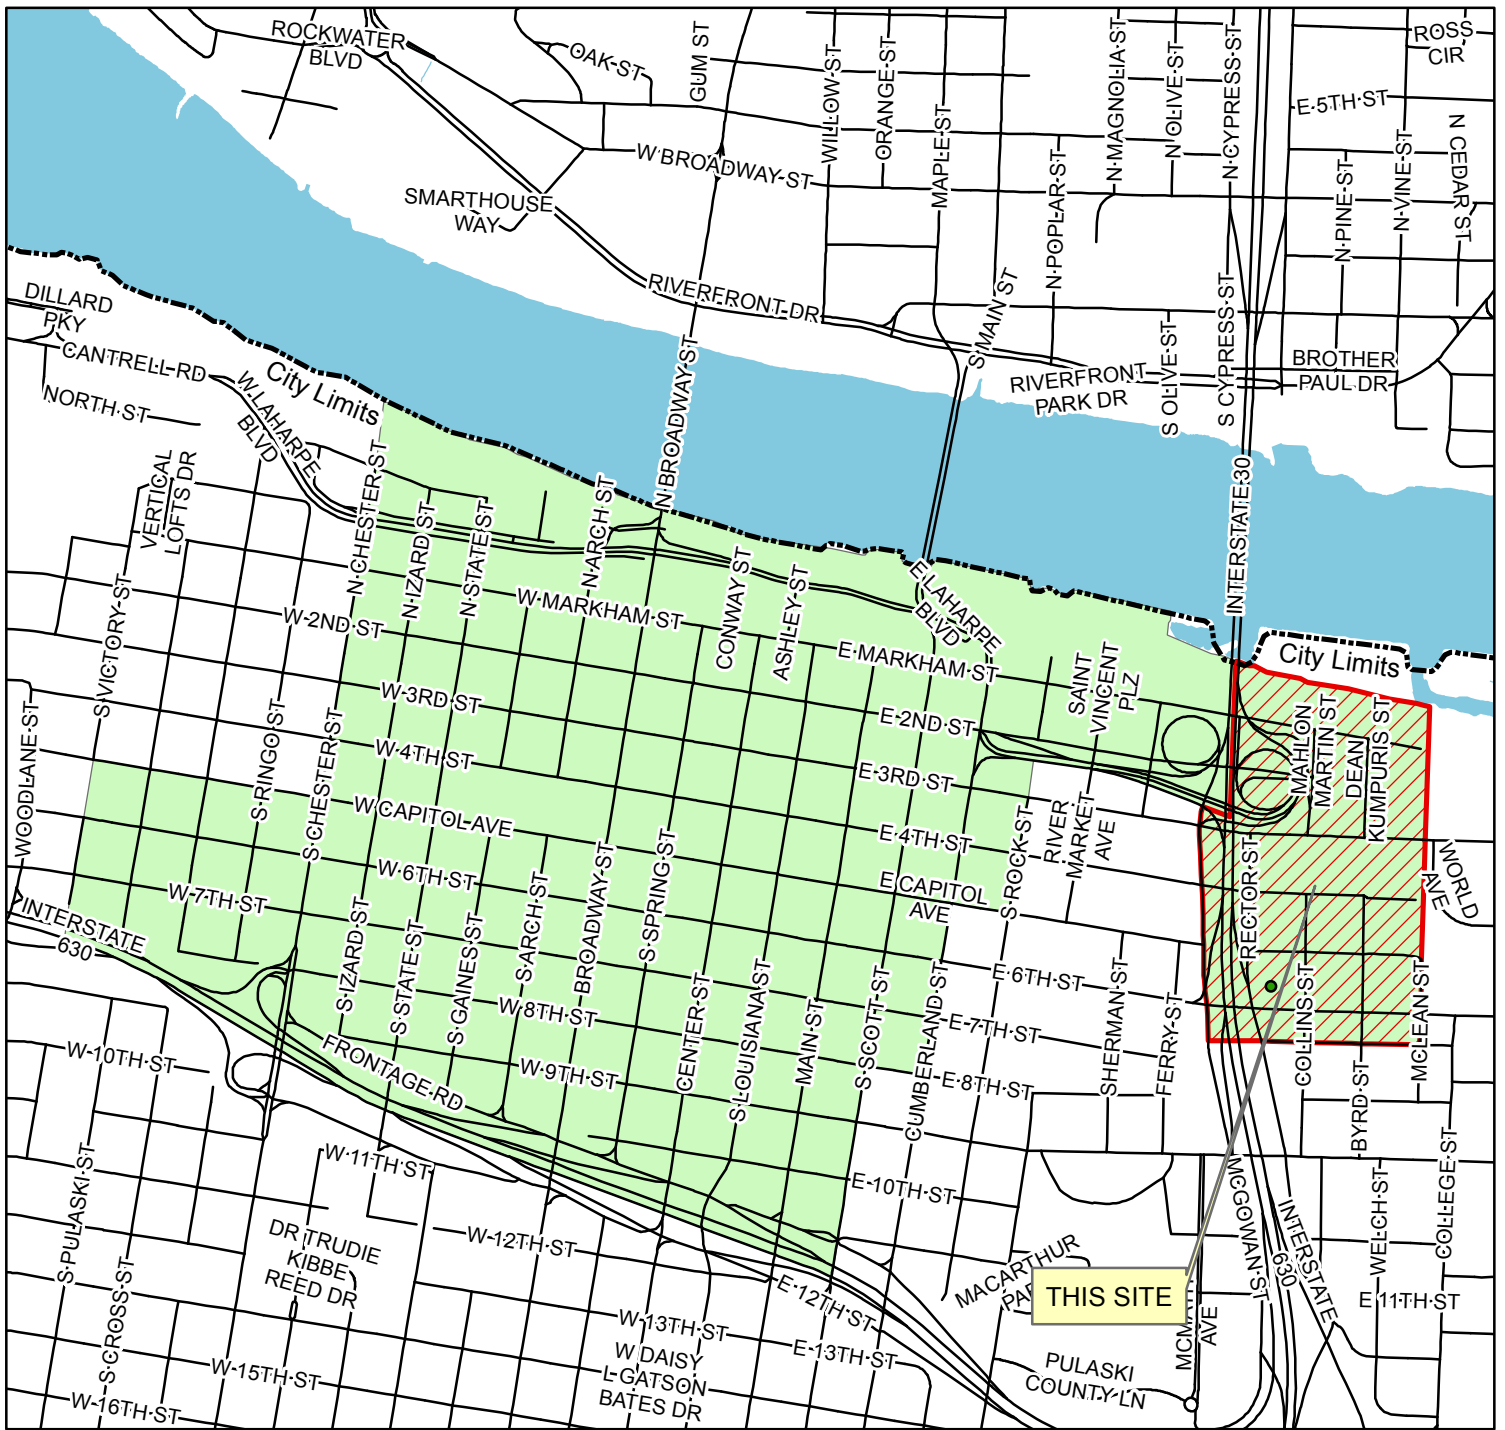 ROCKWATER
BLVD
OAK ST
GUM ST
WILLOW ST
ORANGE ST
MAPLE ST
N MAGNOLIA ST
N OLIVE ST
N CYPRESS ST
ROSS
CIR
E 5TH ST
N CEDAR ST
N VINE ST
N PINE ST
N POPLAR ST
W BROADWAY ST
SMARTHOUSE
WAY
RIVERFRONT DR
S MAIN ST
S OLIVE ST
S CYPRESS ST
BROTHER
PAUL DR
RIVERFRONT
PARK DR
DILLARD
PKY
CANTRELL RD
NORTH ST
W LAHARPE
BLVD
City Limits
N BROADWAY ST
INTERSTATE 30
VERTICAL
LOFTS DR
N CHESTER ST
N IZARD ST
N STATE ST
N ARCH ST
CONWAY ST
ASHLEY ST
E LAHARPE
BLVD
W MARKHAM ST
W 2ND ST
E MARKHAM ST
SAINT
VINCENT
PLZ
City Limits
S VICTORY ST
W 3RD ST
E 2ND ST
MAHLON
MARTIN ST
DEAN
KUMPURIS ST
WOODLANE ST
S RINGO ST
S CHESTER ST
W 4TH ST
E 3RD ST
W CAPITOL AVE
E 4TH ST
S ROCK ST
RIVER
MARKET
AVE
W 6TH ST
E CAPITOL
AVE
RECTOR ST
WORLD
AVE
W 7TH ST
INTERSTATE
630
S IZARD ST
S STATE ST
S GAINES ST
S ARCH ST
BROADWAY ST
S SPRING ST
E 6TH ST
W 8TH ST
CENTER ST
S LOUISIANA ST
MAIN ST
S SCOTT ST
CUMBERLAND ST
E 7TH ST
SHERMAN ST
FERRY ST
COLLINS ST
MCLEAN ST
W 10TH ST
FRONTAGE RD
W 9TH ST
E 8TH ST
BYRD ST
W 11TH ST
E 10TH ST
S PULASKI ST
DR TRUDIE
KIBBE
REED DR
W 12TH ST
MACARTHUR
THIS SITE
MCGOWAN ST
INTERSTATE
630
WELCH ST
COLLEGE ST
E 11TH ST
S CROSS ST
E 12TH ST
W 13TH ST
E 13TH ST
AVE
W 15TH ST
W DAISY
L GATSON
BATES DR
PULASKI
COUNTY LN
W 16TH ST